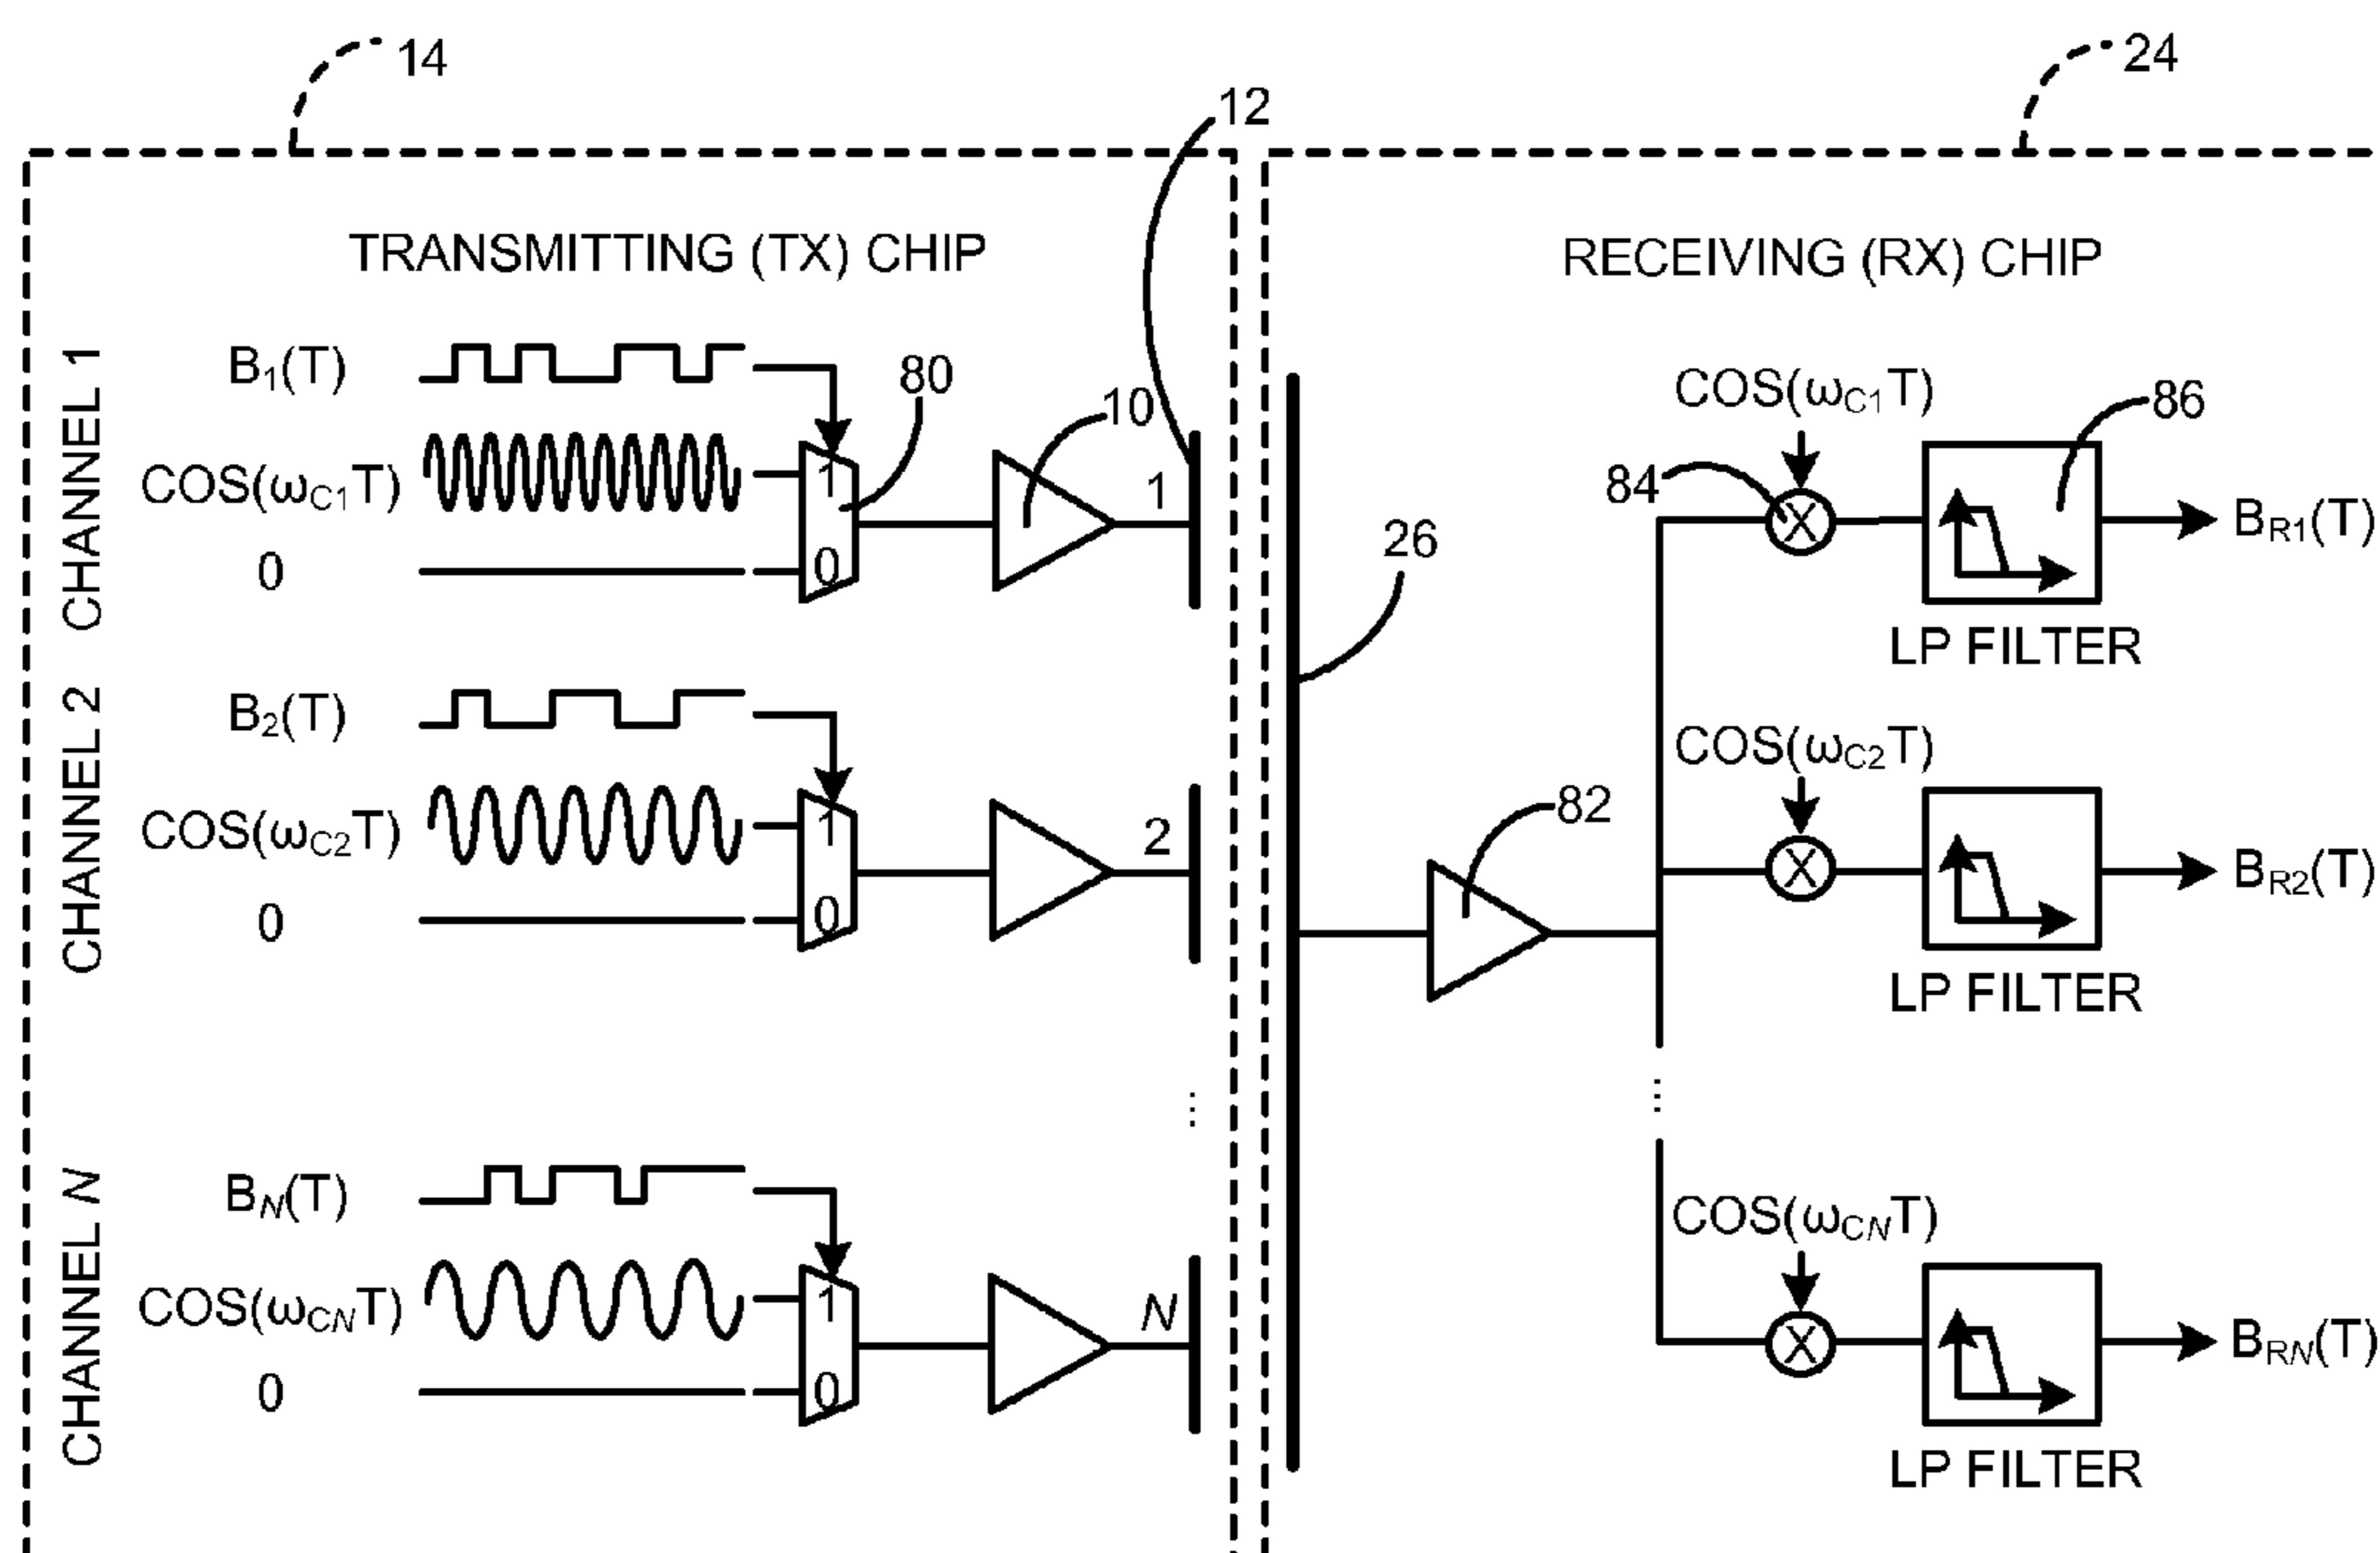 14
24
12
TRANSMITTING (TX) CHIP
RECEIVING (RX) CHIP
CHANNEL 1
B1(T)
COS(ωC1T)
0
1
0
80
10
1
CHANNEL 2
B2(T)
COS(ωC2T)
0
1
0
2
...
CHANNEL N
BN(T)
COS(ωCNT)
0
1
0
N
26
82
COS(ωC1T)
84
X
86
BR1(T)
LP FILTER
COS(ωC2T)
X
BR2(T)
LP FILTER
...
COS(ωCNT)
X
BRN(T)
LP FILTER